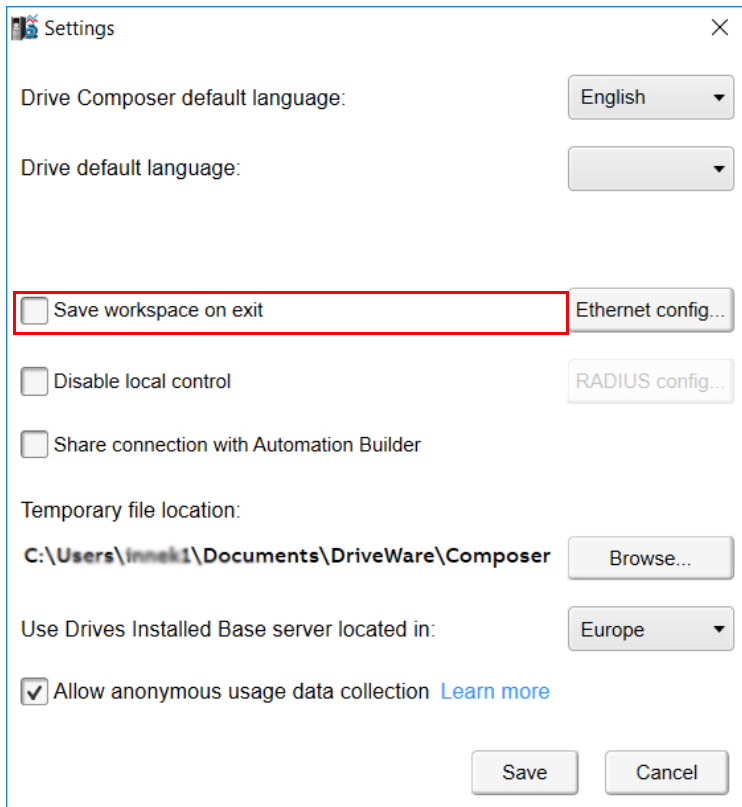 Settings
Drive Composer default language:
English
Drive default language:
Save workspace on exit
Ethernet config...
Disable local control
RADIUS config...
Share connection with Automation Builder
Temporary file location:
C:\Users\ \Documents\DriveWare\Composer
Browse...
Use Drives Installed Base server located in:
Europe
Allow anonymous usage data collection Learn more
Save
Cancel